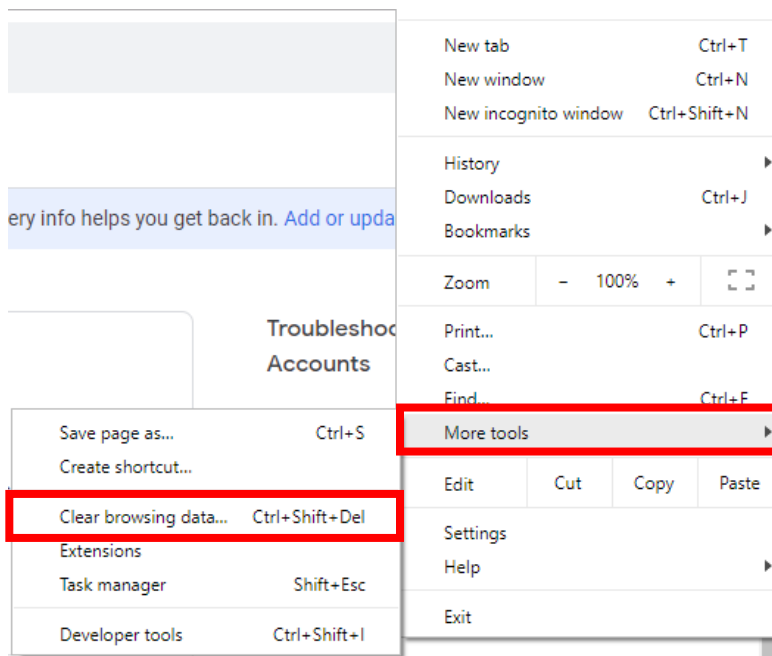 New tab Ctrl+T
New window Ctrl+N
New incognito window Ctrl+Shift+N
History
Downloads Ctrl+J
Bookmarks
Zoom - 100% +
Print... Ctrl+P
Cast...
Find... Ctrl+F
More tools
Edit Cut Copy Paste
Settings
Help
Exit
ery info helps you get back in. Add or upda
Troubleshoo
Accounts
Save page as... Ctrl+S
Create shortcut...
Clear browsing data... Ctrl+Shift+Del
Extensions
Task manager Shift+Esc
Developer tools Ctrl+Shift+I